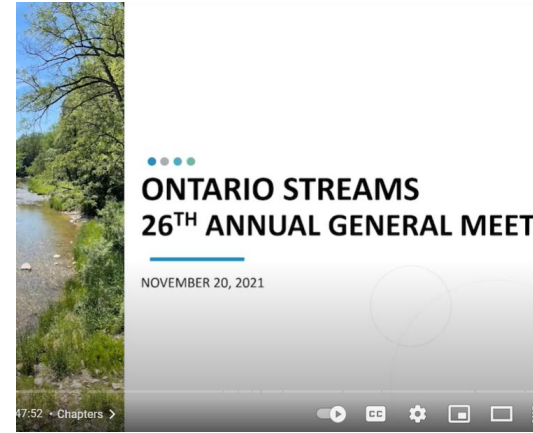 ONTARIO STREAMS
26TH ANNUAL GENERAL MEET
NOVEMBER 20, 2021
47:52 • Chapters >
CC